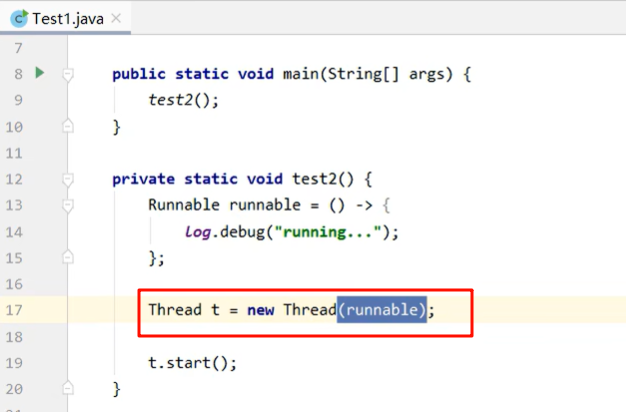 Test1.java
7
8 public static void main(String[] args) {
9 test2();
10 }
11
12 private static void test2() {
13 Runnable runnable = () -> {
14 log.debug("running...");
15 };
16
17 Thread t = new Thread(runnable);
18
19 t.start();
20 }